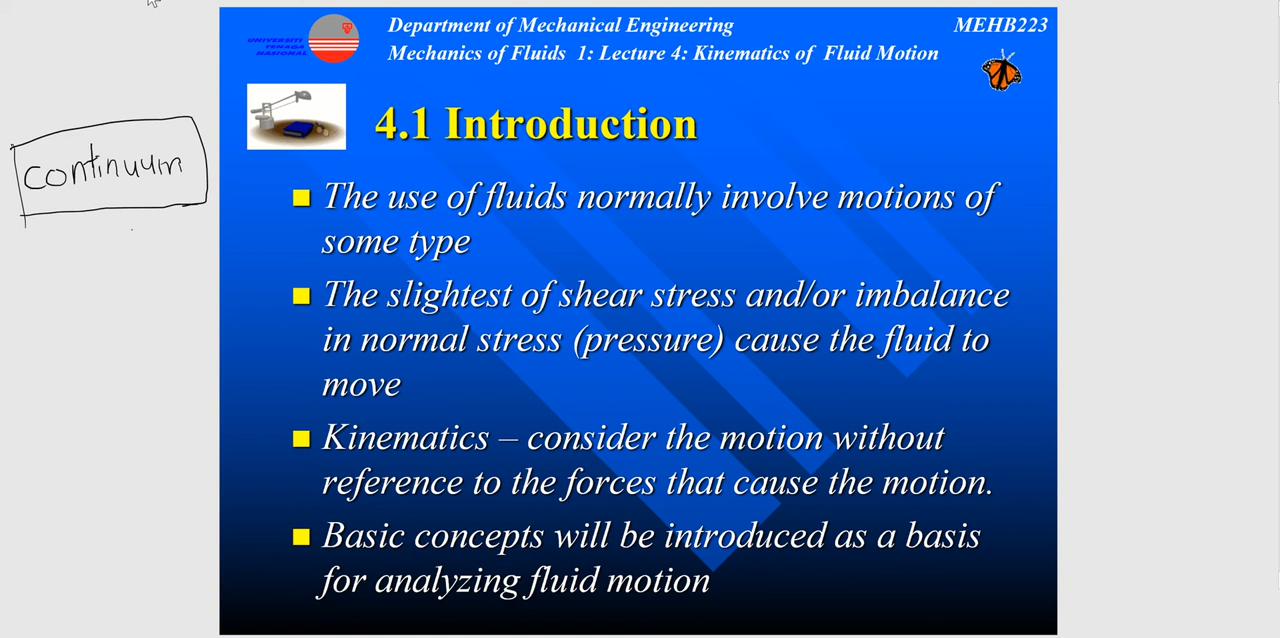 Department of Mechanical Engineering
MEHB223
UNIVERSITI
TENAGA
NASIONAL
Mechanics of Fluids 1: Lecture 4: Kinematics of Fluid Motion
4.1 Introduction
continuum
The use of fluids normally involve motions of
some type
The slightest of shear stress and/or imbalance
in normal stress (pressure) cause the fluid to
move
Kinematics – consider the motion without
reference to the forces that cause the motion.
Basic concepts will be introduced as a basis
for analyzing fluid motion